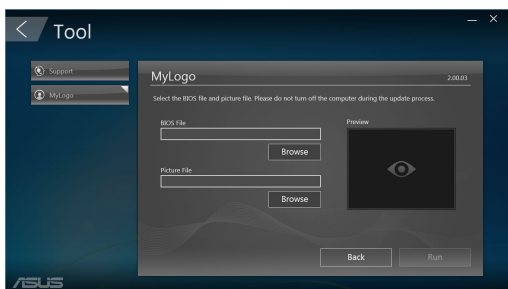 Tool
Support
MyLogo
MyLogo
2.00.03
Select the BIOS file and picture file. Please do not turn off the computer during the update process.
BIOS File
Browse
Picture File
Browse
Preview
Back
Run
ASUS